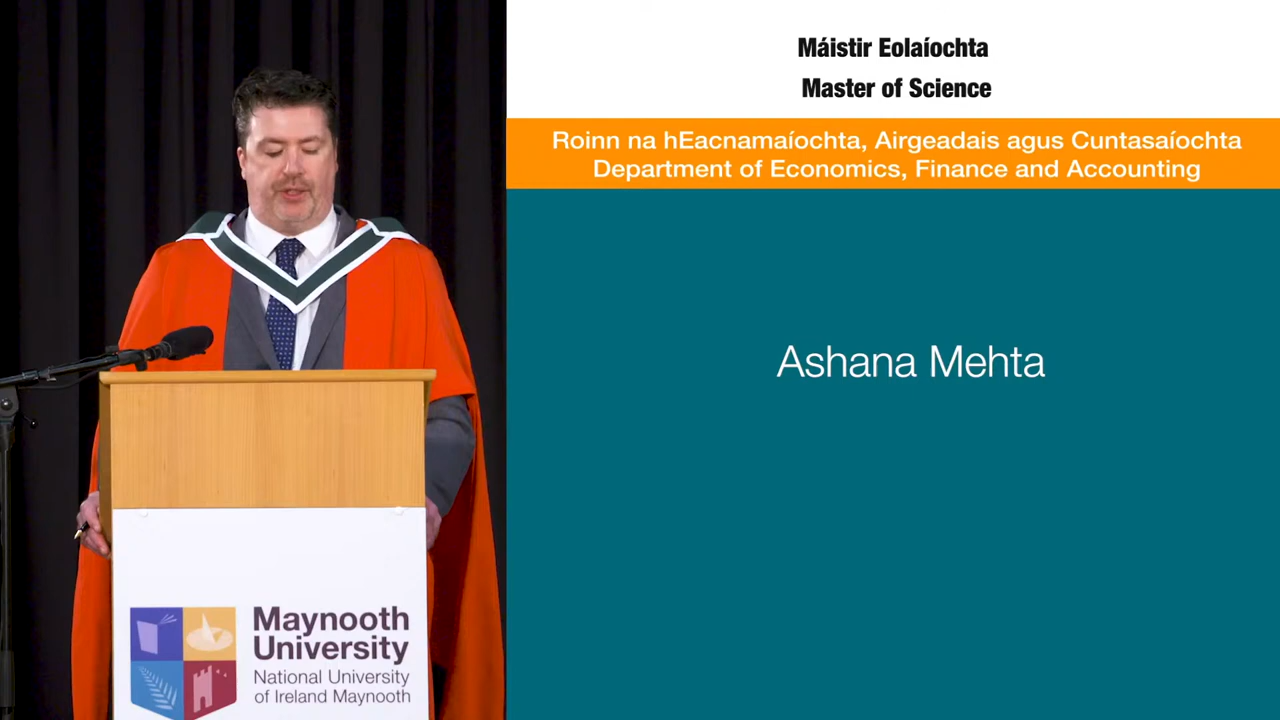 Máistir Eolaíochta
Master of Science
Roinn na hEacnamaíochta, Airgeadais agus Cuntasaíochta
Department of Economics, Finance and Accounting
Ashana Mehta
Maynooth
University
National University
of Ireland Maynooth